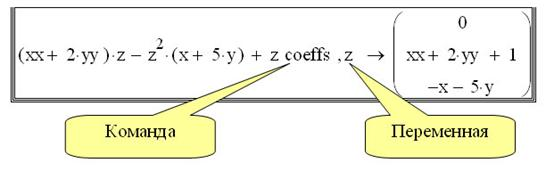 (xx + 2·yy)·z − z²·(x + 5·y) + z coeffs , z → ( 0
xx + 2·yy + 1
−x − 5·y )
Команда
Переменная